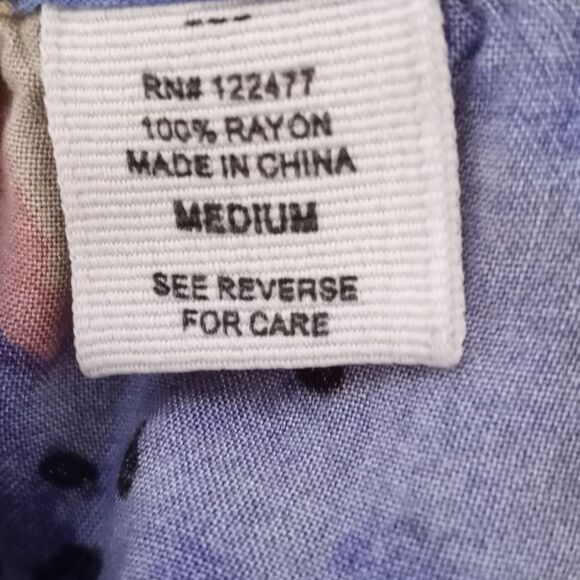 RN# 122477
100% RAYON
MADE IN CHINA
MEDIUM
SEE REVERSE
FOR CARE